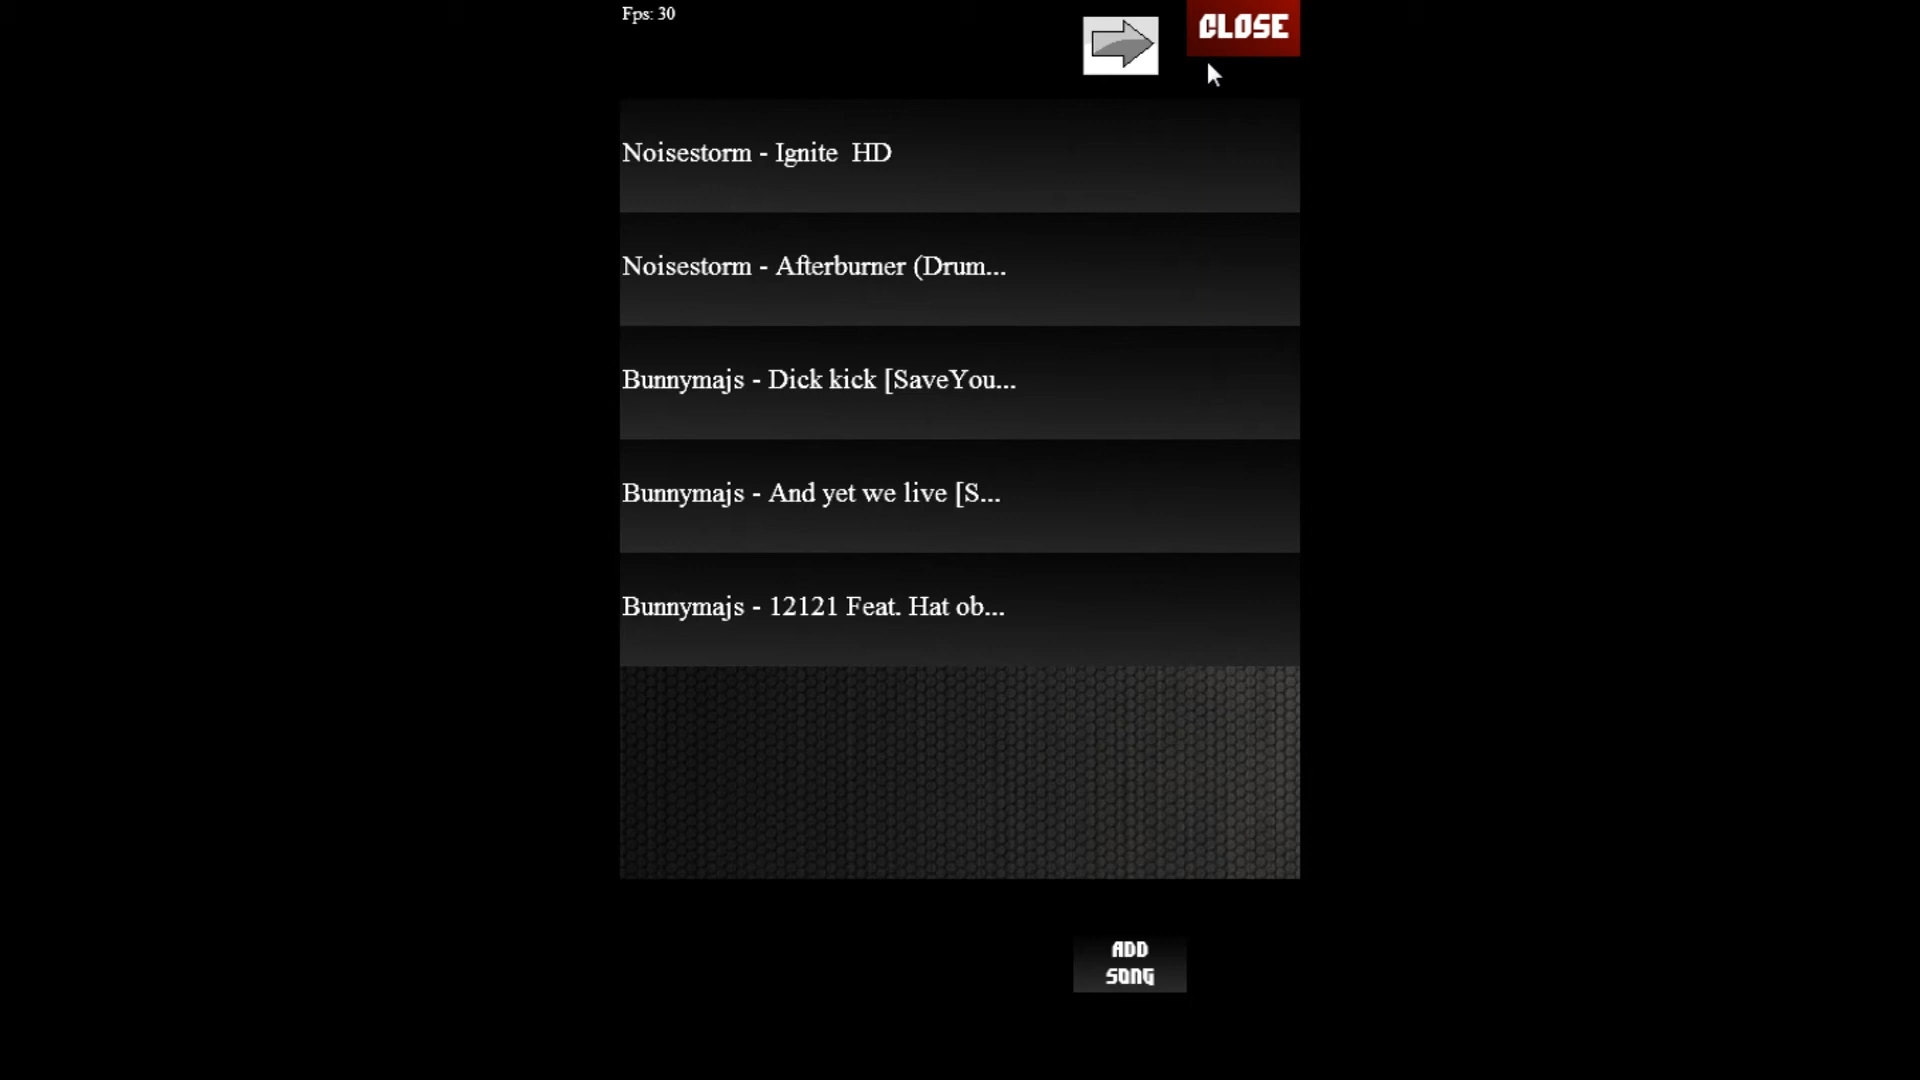 Fps: 30
CLOSE
Noisestorm - Ignite  HD
Noisestorm - Afterburner (Drum...
Bunnymajs - Dick kick [SaveYou...
Bunnymajs - And yet we live [S...
Bunnymajs - 12121 Feat. Hat ob...
ADD
SONG